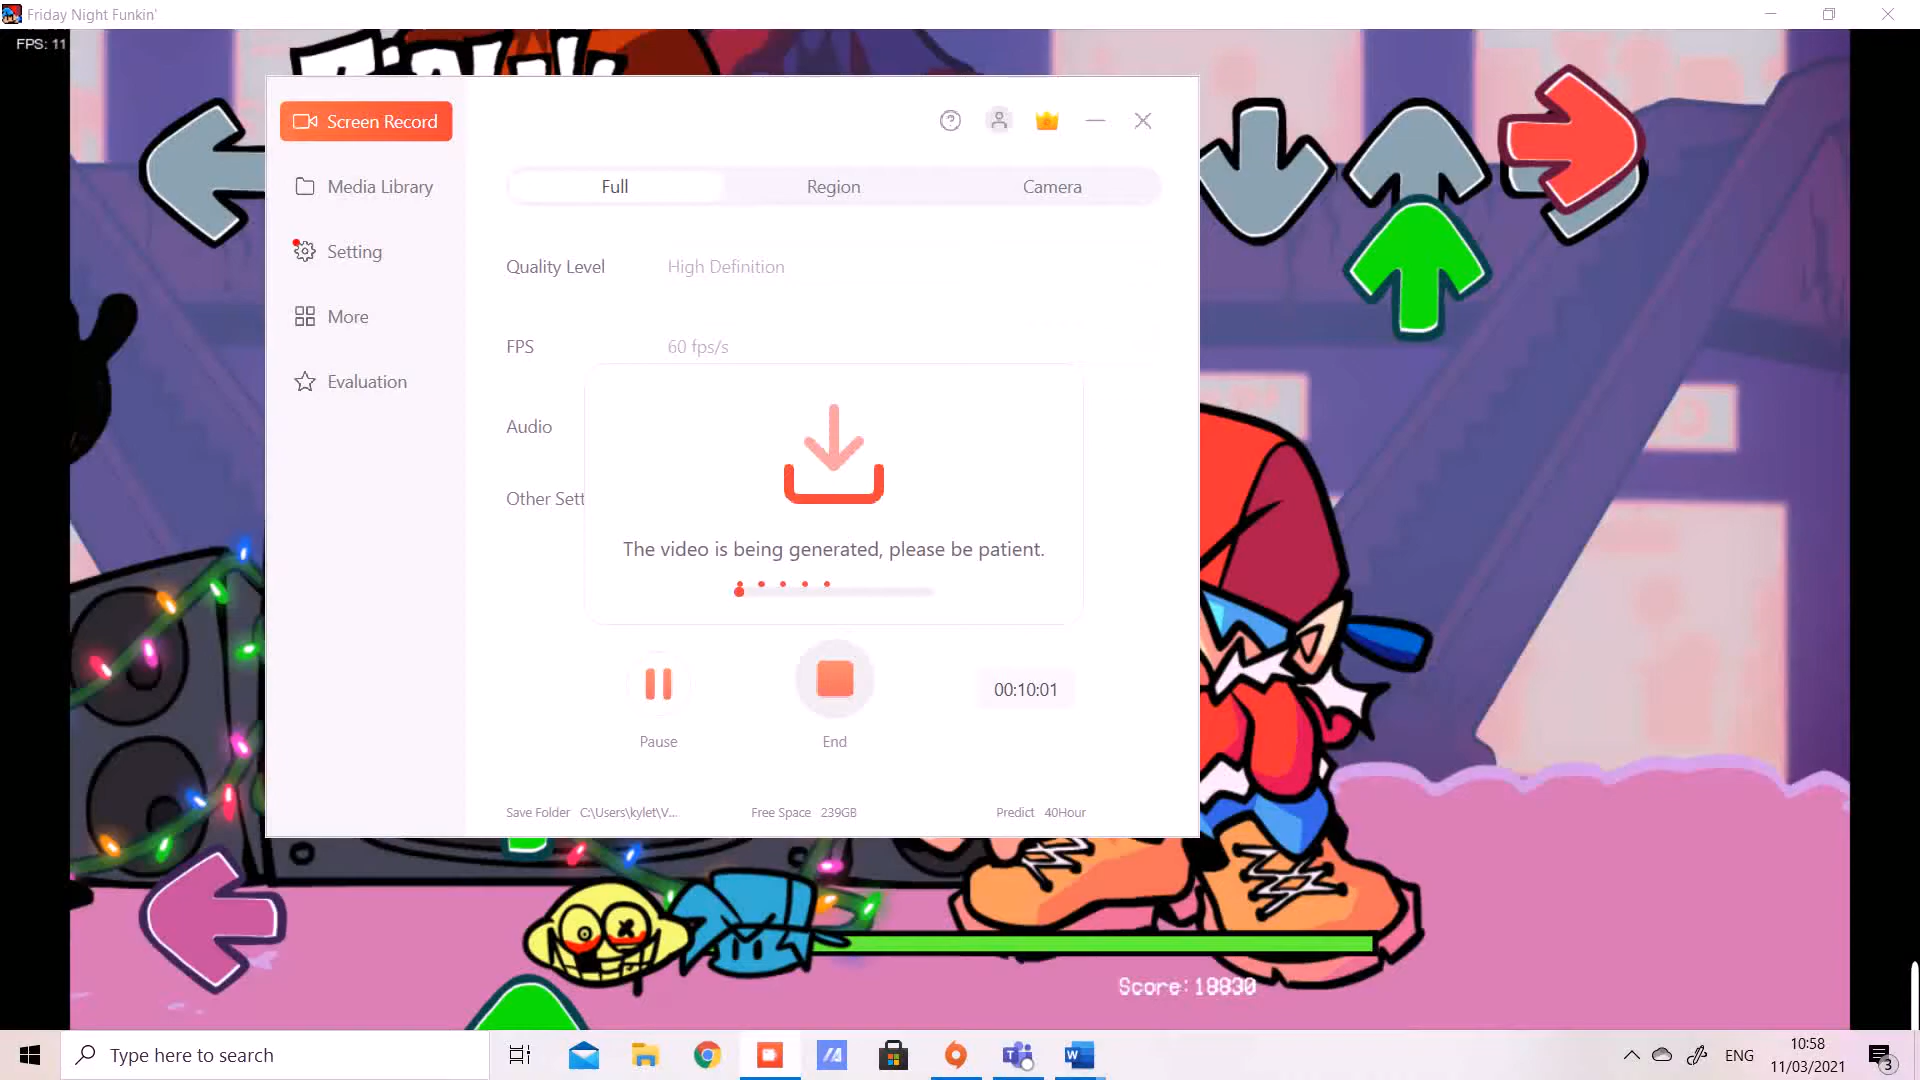 Friday Night Funkin'
FPS: 11
Screen Record
Media Library
Setting
More
Evaluation
Full
Region
Camera
Quality Level
High Definition
FPS
60 fps/s
Audio
Other Sett
The video is being generated, please be patient.
00:10:01
Pause
End
Save Folder C:\Users\kylet\V...
Free Space 239GB
Predict 40Hour
Score:18830
Type here to search
ENG
10:58
11/03/2021
3